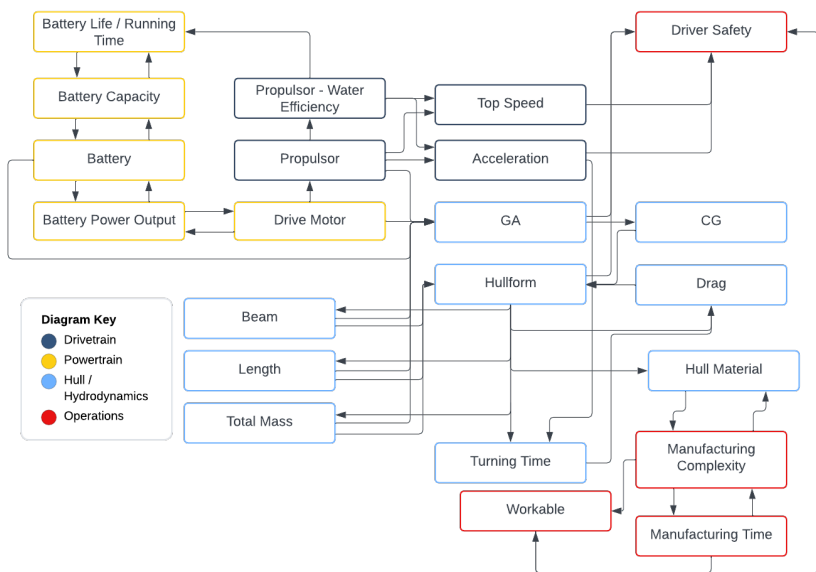 Battery Life / Running
Time
Driver Safety
Battery Capacity
Propulsor - Water
Efficiency
Top Speed
Battery
Propulsor
Acceleration
Battery Power Output
Drive Motor
GA
CG
Hullform
Drag
Diagram Key
Drivetrain
Powertrain
Hull /
Hydrodynamics
Operations
Beam
Length
Total Mass
Hull Material
Turning Time
Manufacturing
Complexity
Workable
Manufacturing Time